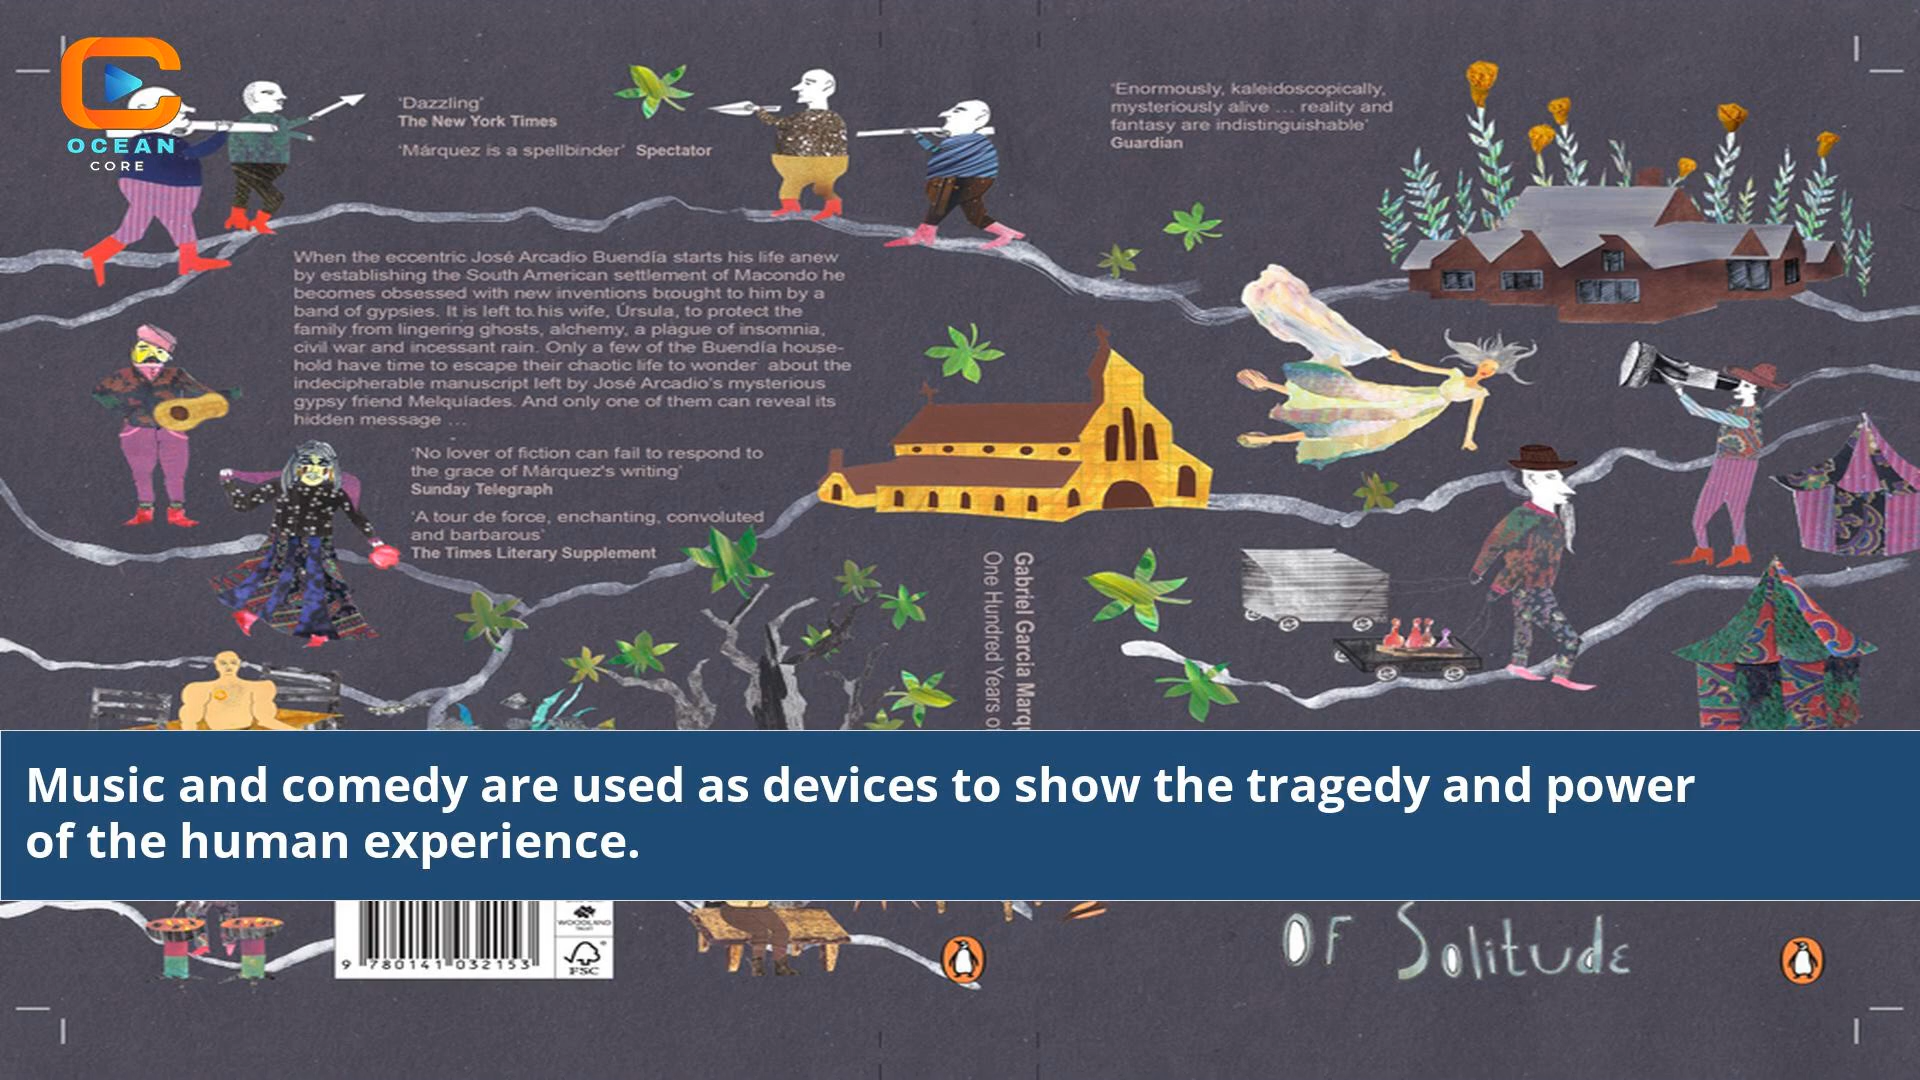 OCEAN
CORE
‘Dazzling’
The New York Times
‘Márquez is a spellbinder’ Spectator
‘Enormously, kaleidoscopically,
mysteriously alive … reality and
fantasy are indistinguishable’
Guardian
When the eccentric José Arcadio Buendía starts his life anew
by establishing the South American settlement of Macondo he
becomes obsessed with new inventions brought to him by a
band of gypsies. It is left to his wife, Úrsula, to protect the
family from lingering ghosts, alchemy, a plague of insomnia,
civil war and incessant rain. Only a few of the Buendía house-
hold have time to escape their chaotic life to wonder about the
indecipherable manuscript left by José Arcadio's mysterious
gypsy friend Melquíades. And only one of them can reveal its
hidden message …
‘No lover of fiction can fail to respond to
the grace of Márquez's writing’
Sunday Telegraph
‘A tour de force, enchanting, convoluted
and barbarous’
The Times Literary Supplement
Gabriel Garcia Marqu
One Hundred Years of
Music and comedy are used as devices to show the tragedy and power
of the human experience.
WOODLAND
TRUST
FSC
9 780141 032153
OF Solitude